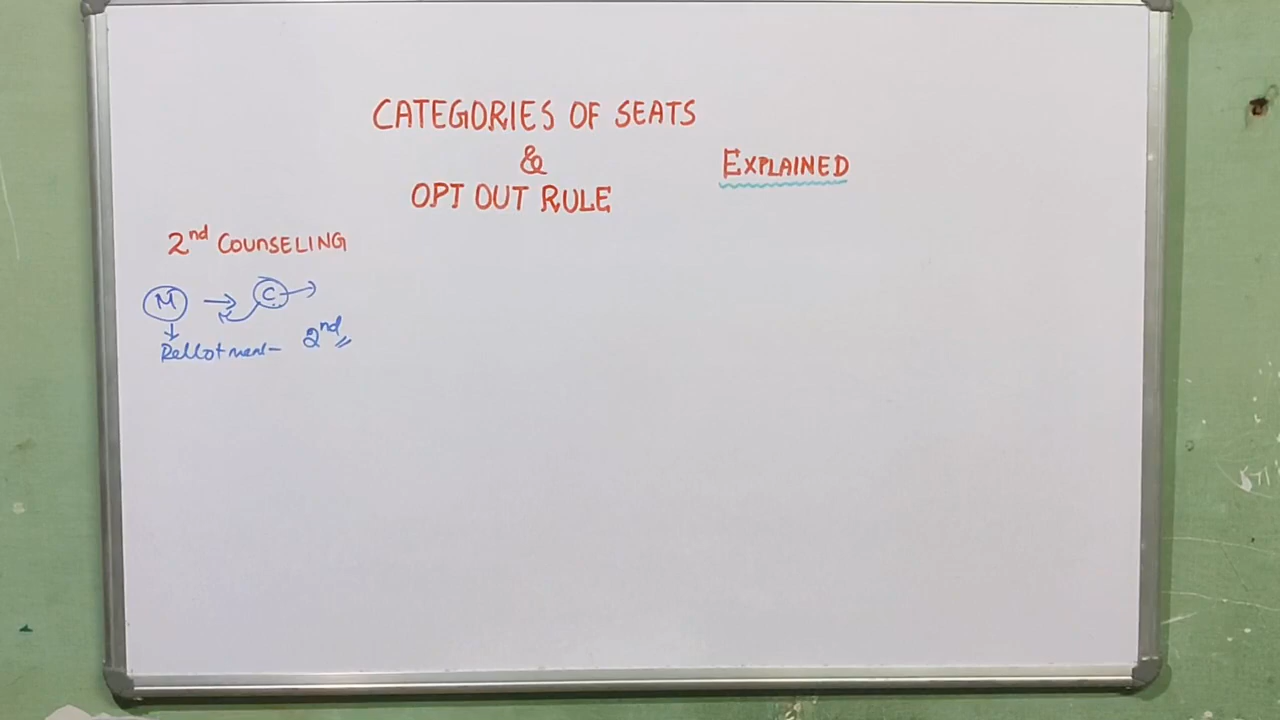 CATEGORIES OF SEATS
&
OPT OUT RULE
EXPLAINED
2nd COUNSELING
M → C →
Rellotment - 2nd